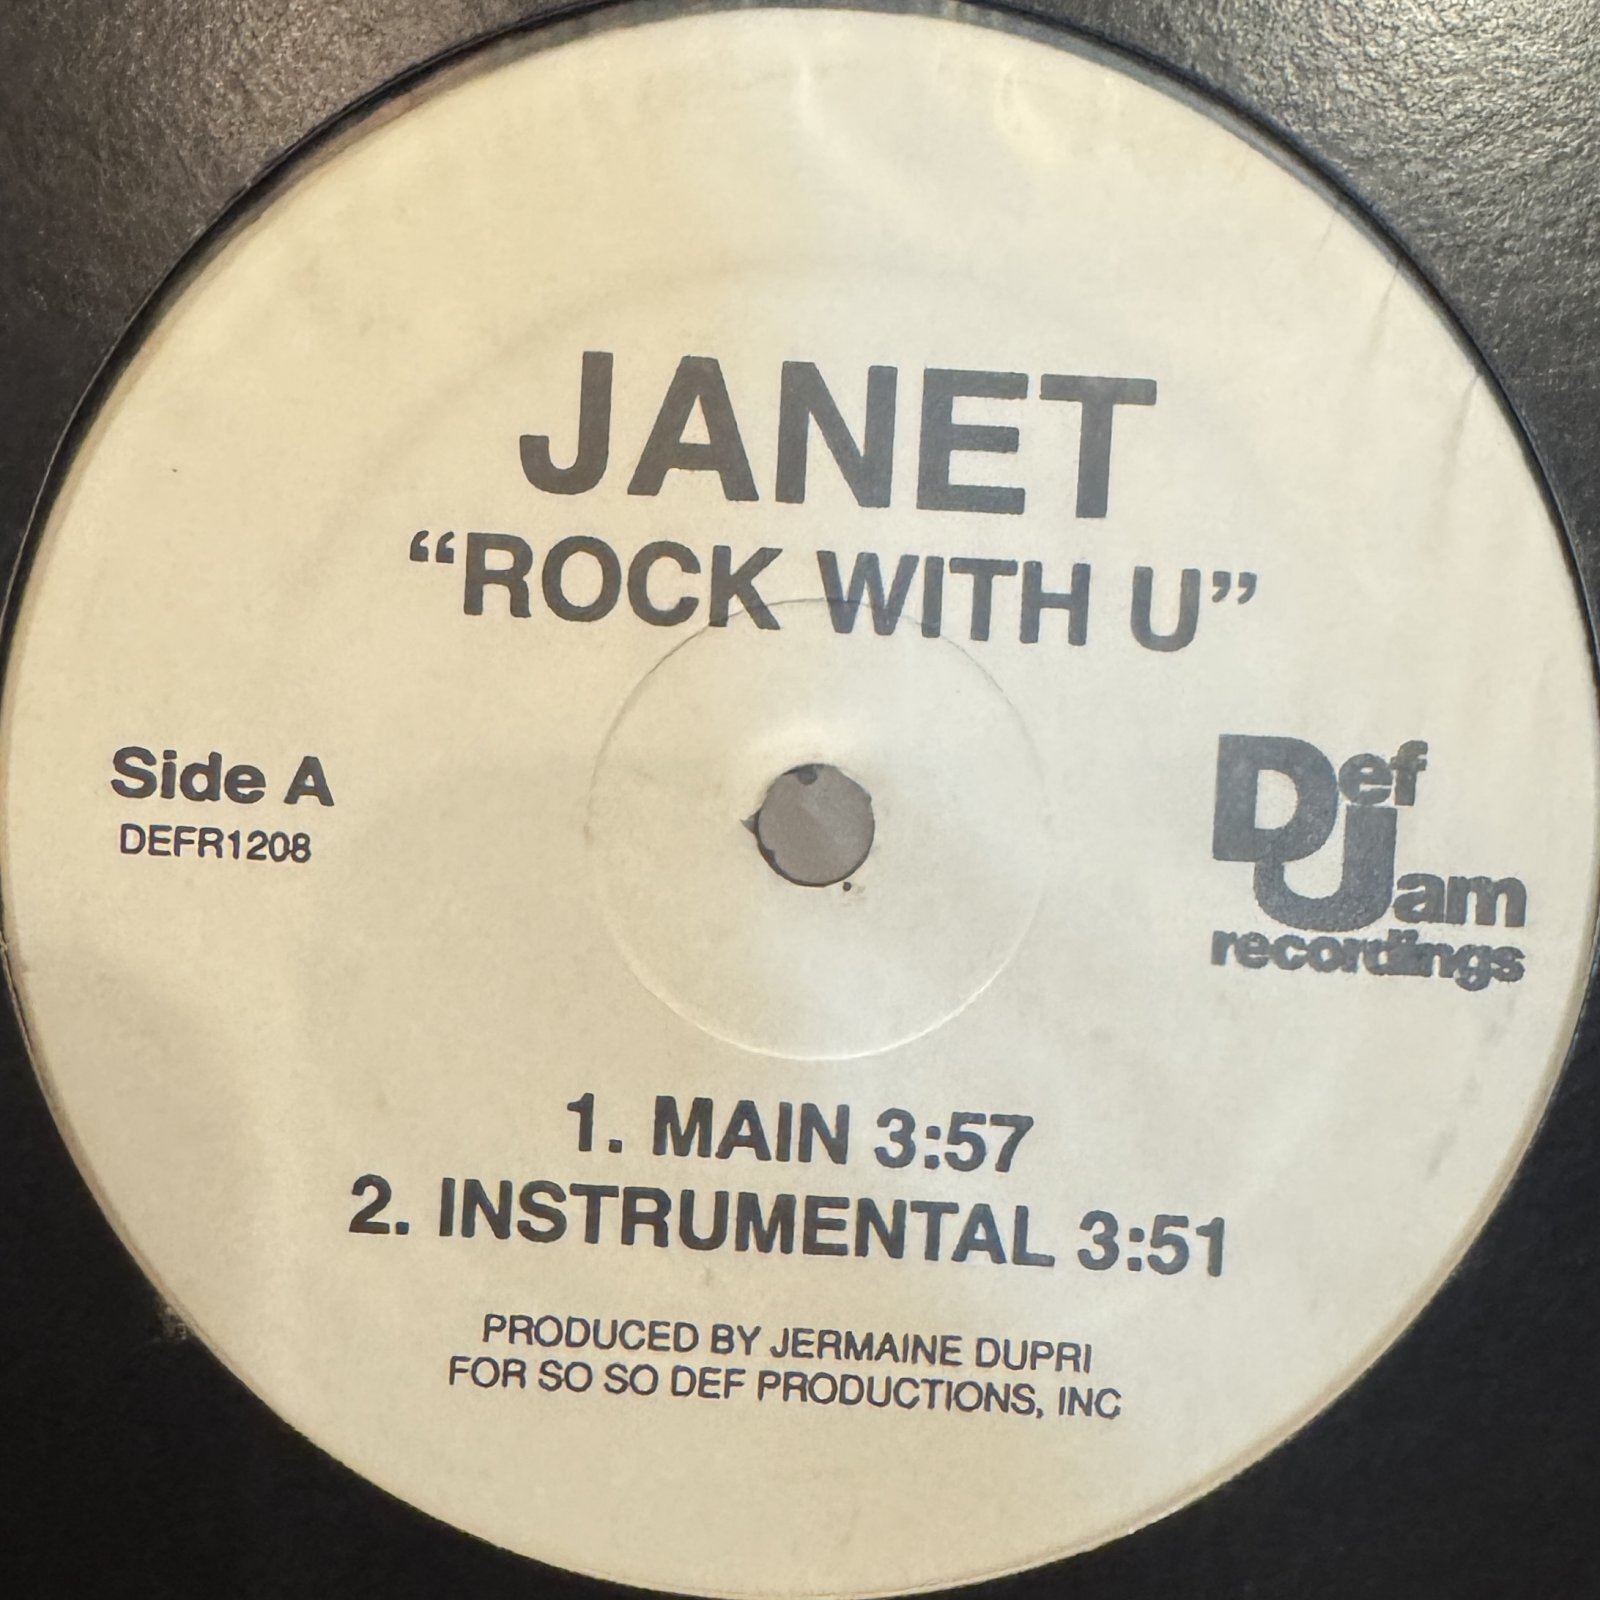 JANET
“ROCK WITH U”
Side A
DEFR1208
Def
Jam
recordings
1. MAIN 3:57
2. INSTRUMENTAL 3:51
PRODUCED BY JERMAINE DUPRI
FOR SO SO DEF PRODUCTIONS, INC